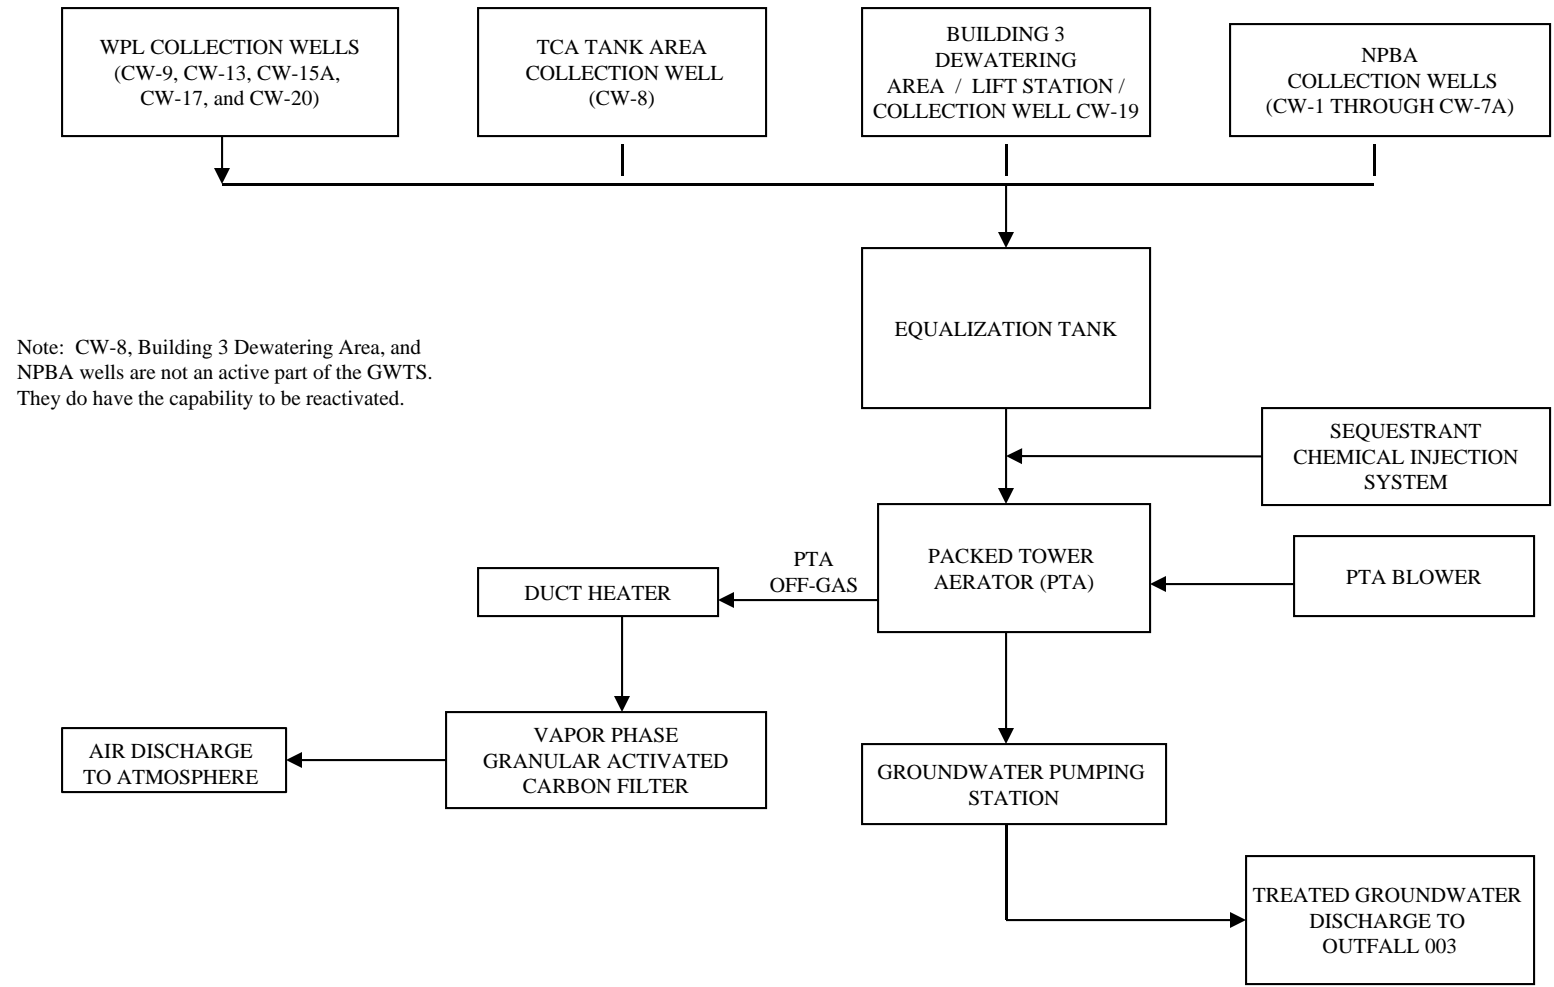 WPL COLLECTION WELLS
(CW-9, CW-13, CW-15A,
CW-17, and CW-20)
TCA TANK AREA
COLLECTION WELL
(CW-8)
BUILDING 3
DEWATERING
AREA / LIFT STATION /
COLLECTION WELL CW-19
NPBA
COLLECTION WELLS
(CW-1 THROUGH CW-7A)
EQUALIZATION TANK
Note: CW-8, Building 3 Dewatering Area, and
NPBA wells are not an active part of the GWTS.
They do have the capability to be reactivated.
SEQUESTRANT
CHEMICAL INJECTION
SYSTEM
PACKED TOWER
AERATOR (PTA)
PTA BLOWER
PTA
OFF-GAS
DUCT HEATER
VAPOR PHASE
GRANULAR ACTIVATED
CARBON FILTER
AIR DISCHARGE
TO ATMOSPHERE
GROUNDWATER PUMPING
STATION
TREATED GROUNDWATER
DISCHARGE TO
OUTFALL 003